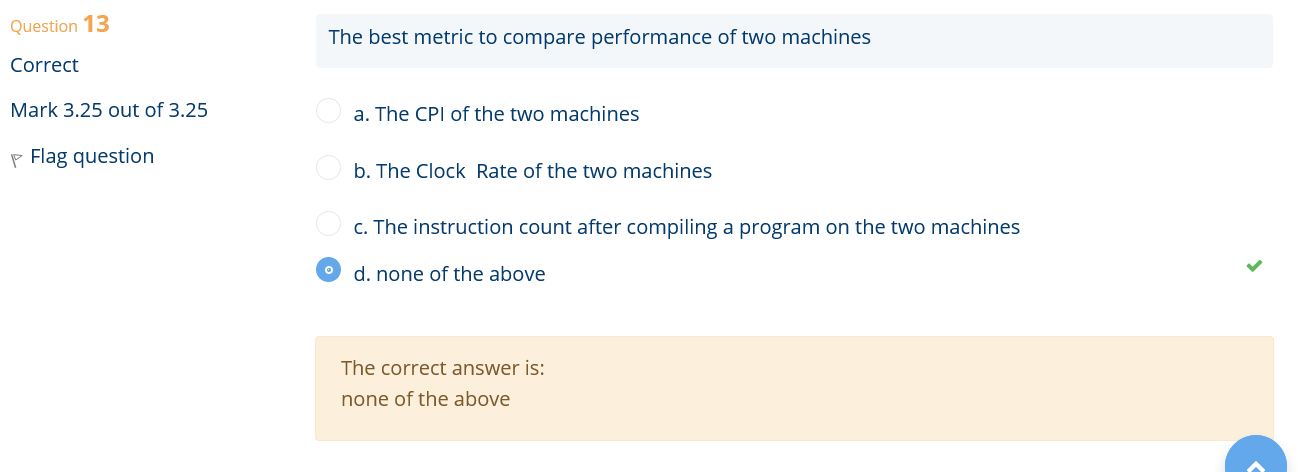 Question 13
Correct
Mark 3.25 out of 3.25
Flag question
The best metric to compare performance of two machines
a. The CPI of the two machines
b. The Clock  Rate of the two machines
c. The instruction count after compiling a program on the two machines
d. none of the above
The correct answer is:
none of the above